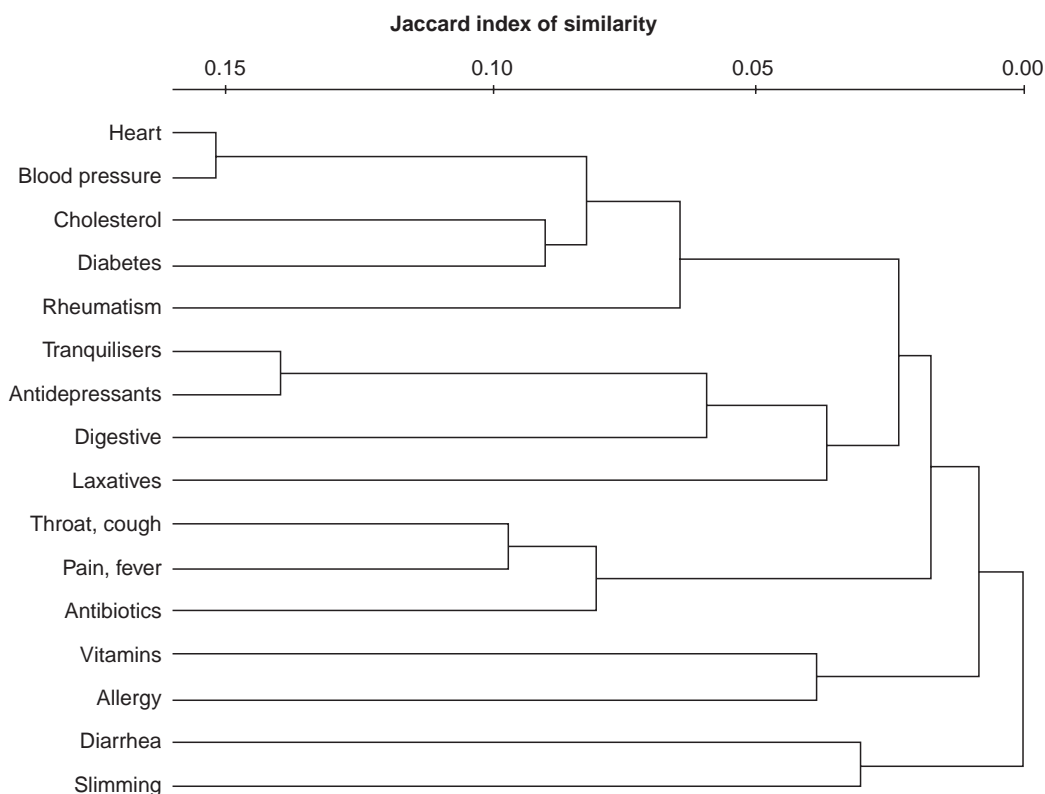 Jaccard index of similarity
0.15 0.10 0.05 0.00
Heart
Blood pressure
Cholesterol
Diabetes
Rheumatism
Tranquilisers
Antidepressants
Digestive
Laxatives
Throat, cough
Pain, fever
Antibiotics
Vitamins
Allergy
Diarrhea
Slimming